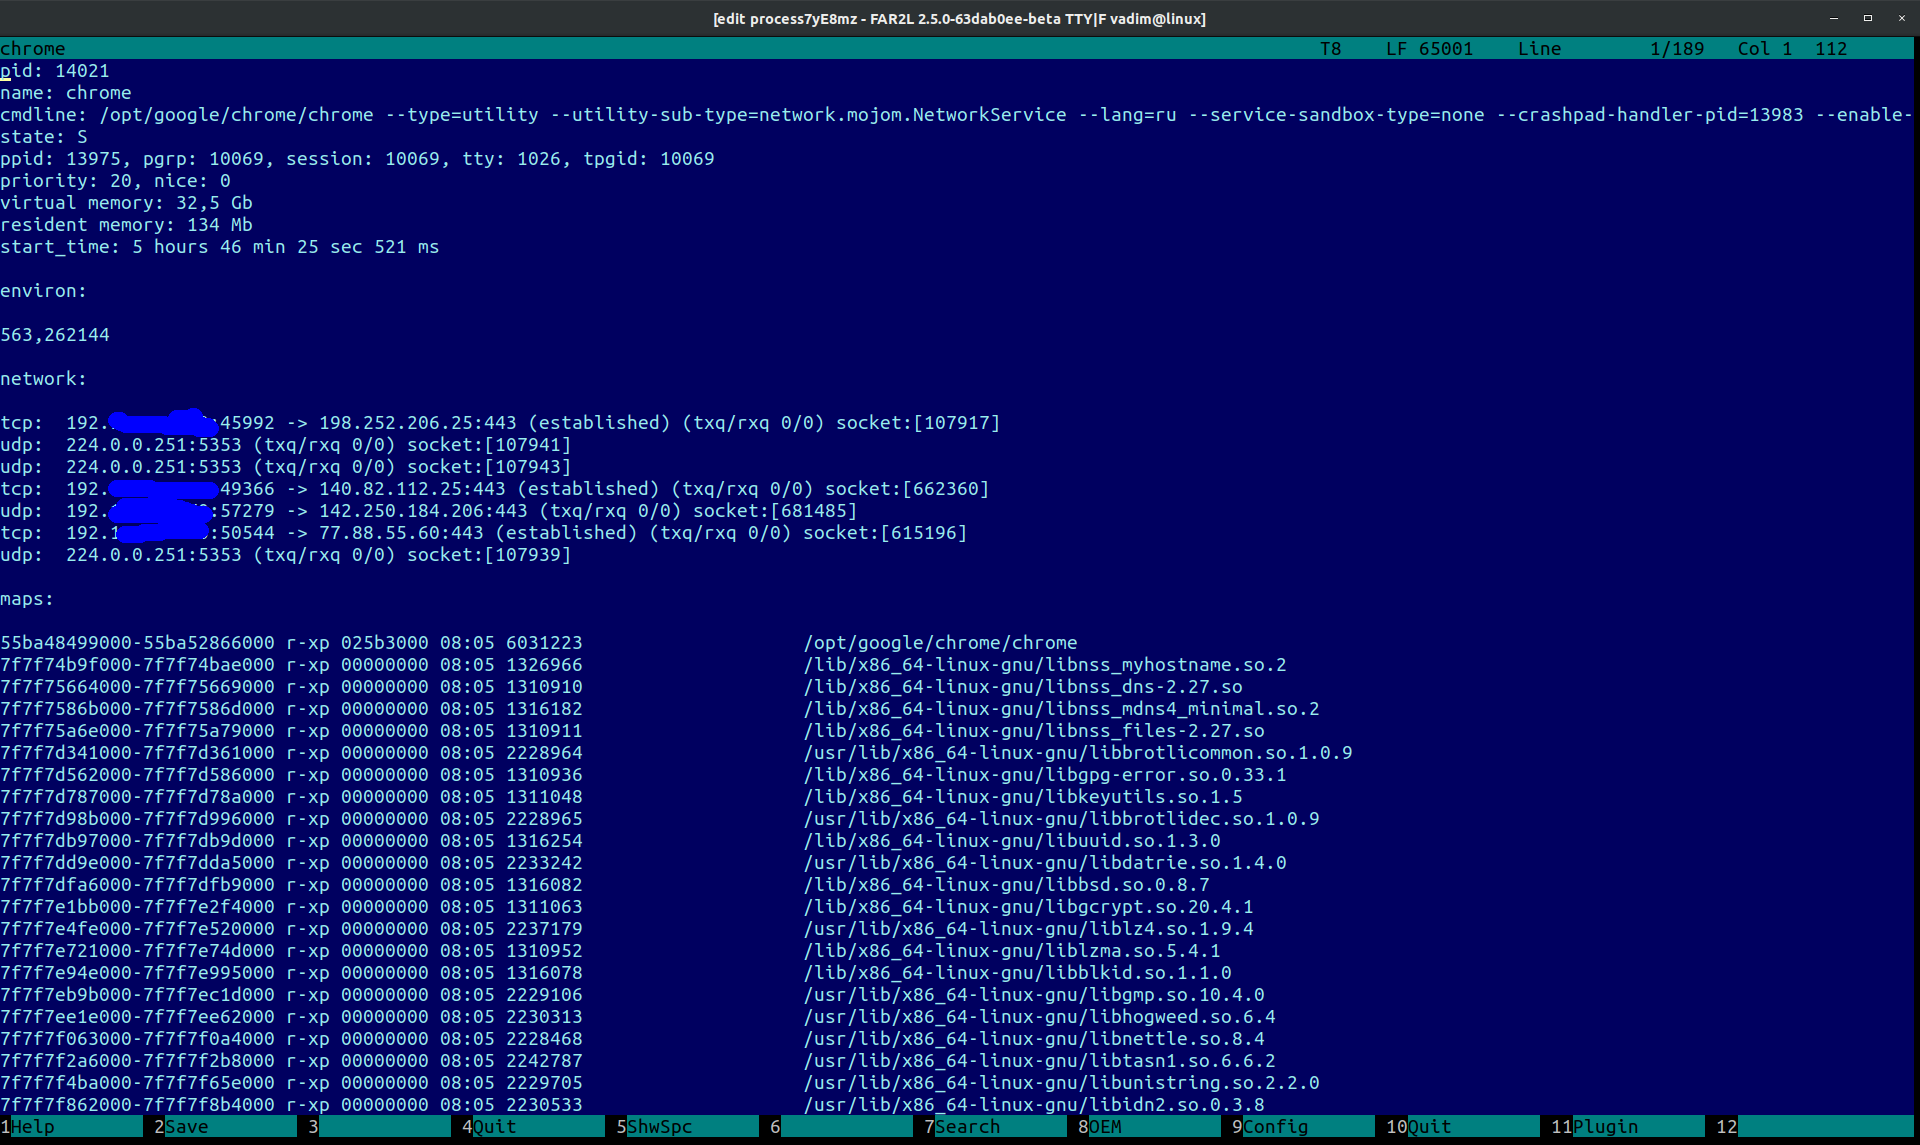 [edit process7yE8mz - FAR2L 2.5.0-63dab0ee-beta TTY|F vadim@linux]
chrome T8 LF 65001 Line 1/189 Col 1 112
pid: 14021
name: chrome
cmdline: /opt/google/chrome/chrome --type=utility --utility-sub-type=network.mojom.NetworkService --lang=ru --service-sandbox-type=none --crashpad-handler-pid=13983 --enable-
state: S
ppid: 13975, pgrp: 10069, session: 10069, tty: 1026, tpgid: 10069
priority: 20, nice: 0
virtual memory: 32,5 Gb
resident memory: 134 Mb
start_time: 5 hours 46 min 25 sec 521 ms
environ:
563,262144
network:
tcp: 192. :45992 -> 198.252.206.25:443 (established) (txq/rxq 0/0) socket:[107917]
udp: 224.0.0.251:5353 (txq/rxq 0/0) socket:[107941]
udp: 224.0.0.251:5353 (txq/rxq 0/0) socket:[107943]
tcp: 192. 49366 -> 140.82.112.25:443 (established) (txq/rxq 0/0) socket:[662360]
udp: 192. :57279 -> 142.250.184.206:443 (txq/rxq 0/0) socket:[681485]
tcp: 192.1 :50544 -> 77.88.55.60:443 (established) (txq/rxq 0/0) socket:[615196]
udp: 224.0.0.251:5353 (txq/rxq 0/0) socket:[107939]
maps:
55ba48499000-55ba52866000 r-xp 025b3000 08:05 6031223 /opt/google/chrome/chrome
7f7f74b9f000-7f7f74bae000 r-xp 00000000 08:05 1326966 /lib/x86_64-linux-gnu/libnss_myhostname.so.2
7f7f75664000-7f7f75669000 r-xp 00000000 08:05 1310910 /lib/x86_64-linux-gnu/libnss_dns-2.27.so
7f7f7586b000-7f7f7586d000 r-xp 00000000 08:05 1316182 /lib/x86_64-linux-gnu/libnss_mdns4_minimal.so.2
7f7f75a6e000-7f7f75a79000 r-xp 00000000 08:05 1310911 /lib/x86_64-linux-gnu/libnss_files-2.27.so
7f7f7d341000-7f7f7d361000 r-xp 00000000 08:05 2228964 /usr/lib/x86_64-linux-gnu/libbrotlicommon.so.1.0.9
7f7f7d562000-7f7f7d586000 r-xp 00000000 08:05 1310936 /lib/x86_64-linux-gnu/libgpg-error.so.0.33.1
7f7f7d787000-7f7f7d78a000 r-xp 00000000 08:05 1311048 /lib/x86_64-linux-gnu/libkeyutils.so.1.5
7f7f7d98b000-7f7f7d996000 r-xp 00000000 08:05 2228965 /usr/lib/x86_64-linux-gnu/libbrotlidec.so.1.0.9
7f7f7db97000-7f7f7db9d000 r-xp 00000000 08:05 1316254 /lib/x86_64-linux-gnu/libuuid.so.1.3.0
7f7f7dd9e000-7f7f7dda5000 r-xp 00000000 08:05 2233242 /usr/lib/x86_64-linux-gnu/libdatrie.so.1.4.0
7f7f7dfa6000-7f7f7dfb9000 r-xp 00000000 08:05 1316082 /lib/x86_64-linux-gnu/libbsd.so.0.8.7
7f7f7e1bb000-7f7f7e2f4000 r-xp 00000000 08:05 1311063 /lib/x86_64-linux-gnu/libgcrypt.so.20.4.1
7f7f7e4fe000-7f7f7e520000 r-xp 00000000 08:05 2237179 /usr/lib/x86_64-linux-gnu/liblz4.so.1.9.4
7f7f7e721000-7f7f7e74d000 r-xp 00000000 08:05 1310952 /lib/x86_64-linux-gnu/liblzma.so.5.4.1
7f7f7e94e000-7f7f7e995000 r-xp 00000000 08:05 1316078 /lib/x86_64-linux-gnu/libblkid.so.1.1.0
7f7f7eb9b000-7f7f7ec1d000 r-xp 00000000 08:05 2229106 /usr/lib/x86_64-linux-gnu/libgmp.so.10.4.0
7f7f7ee1e000-7f7f7ee62000 r-xp 00000000 08:05 2230313 /usr/lib/x86_64-linux-gnu/libhogweed.so.6.4
7f7f7f063000-7f7f7f0a4000 r-xp 00000000 08:05 2228468 /usr/lib/x86_64-linux-gnu/libnettle.so.8.4
7f7f7f2a6000-7f7f7f2b8000 r-xp 00000000 08:05 2242787 /usr/lib/x86_64-linux-gnu/libtasn1.so.6.6.2
7f7f7f4ba000-7f7f7f65e000 r-xp 00000000 08:05 2229705 /usr/lib/x86_64-linux-gnu/libunistring.so.2.2.0
7f7f7f862000-7f7f7f8b4000 r-xp 00000000 08:05 2230533 /usr/lib/x86_64-linux-gnu/libidn2.so.0.3.8
1Help 2Save 3 4Quit 5ShwSpc 6 7Search 8OEM 9Config 10Quit 11Plugin 12